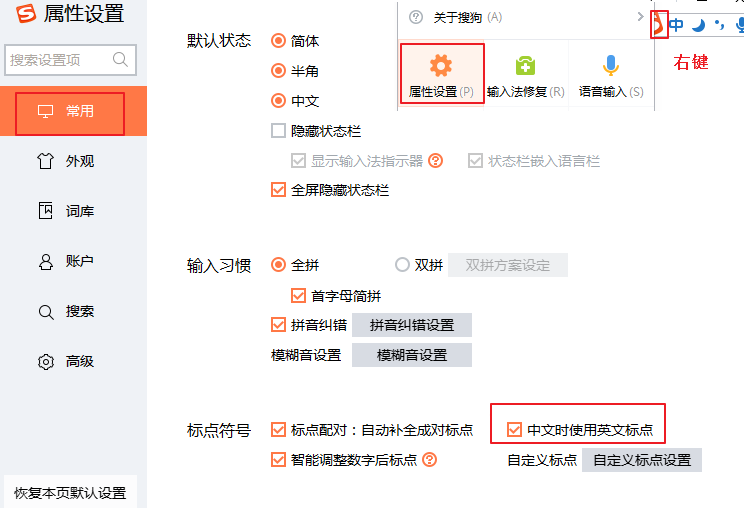 属性设置
关于搜狗 (A)
中
右键
属性设置(P) 输入法修复(R) 语音输入(S)
搜索设置项
常用
外观
词库
账户
搜索
高级
恢复本页默认设置
默认状态
简体
半角
中文
隐藏状态栏
显示输入法指示器 状态栏嵌入语言栏
全屏隐藏状态栏
输入习惯
全拼 双拼 双拼方案设定
首字母简拼
拼音纠错 拼音纠错设置
模糊音设置 模糊音设置
标点符号
标点配对：自动补全成对标点 中文时使用英文标点
智能调整数字后标点 自定义标点 自定义标点设置